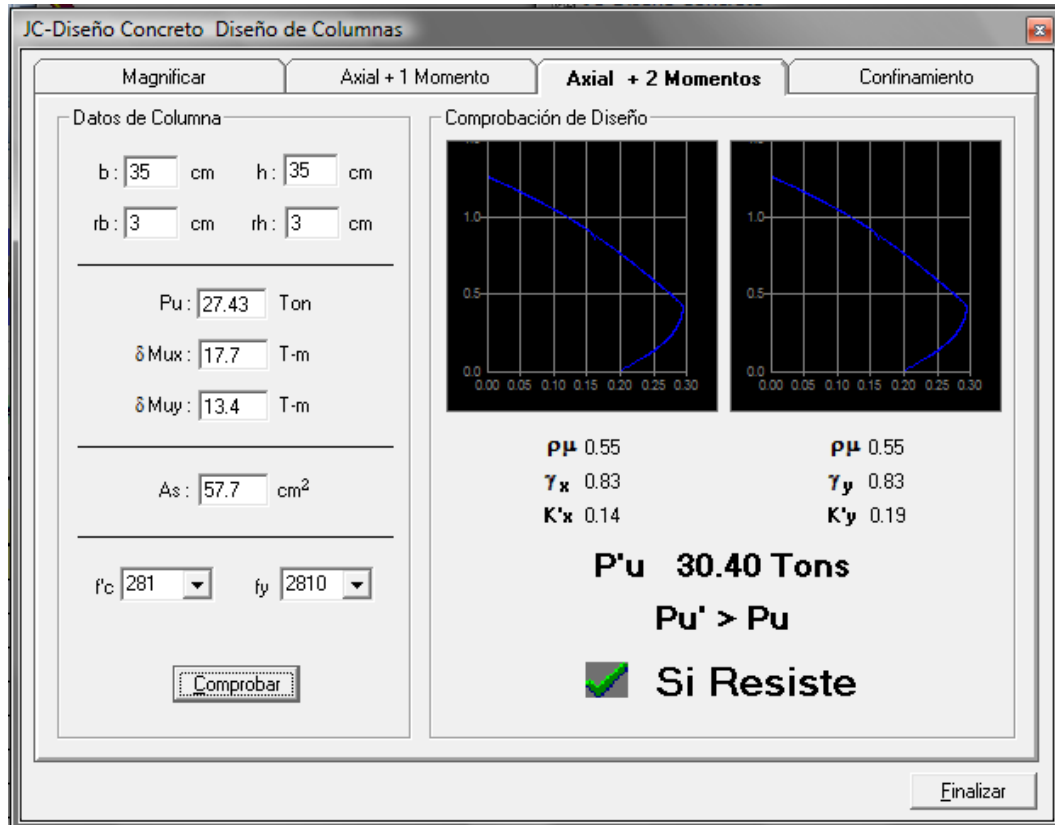 JC-Diseño Concreto Diseño de Columnas
Magnificar Axial + 1 Momento Axial + 2 Momentos Confinamiento
Datos de Columna
b : 35 cm h : 35 cm
rb : 3 cm rh : 3 cm
Pu : 27.43 Ton
δMux : 17.7 T-m
δMuy : 13.4 T-m
As : 57.7 cm²
f'c 281 fy 2810
Comprobar
Comprobación de Diseño
1.0
0.5
0.0
0.00 0.05 0.10 0.15 0.20 0.25 0.30
1.0
0.5
0.0
0.00 0.05 0.10 0.15 0.20 0.25 0.30
ρμ 0.55 ρμ 0.55
γx 0.83 γy 0.83
K'x 0.14 K'y 0.19
P'u 30.40 Tons
Pu' > Pu
Si Resiste
Finalizar